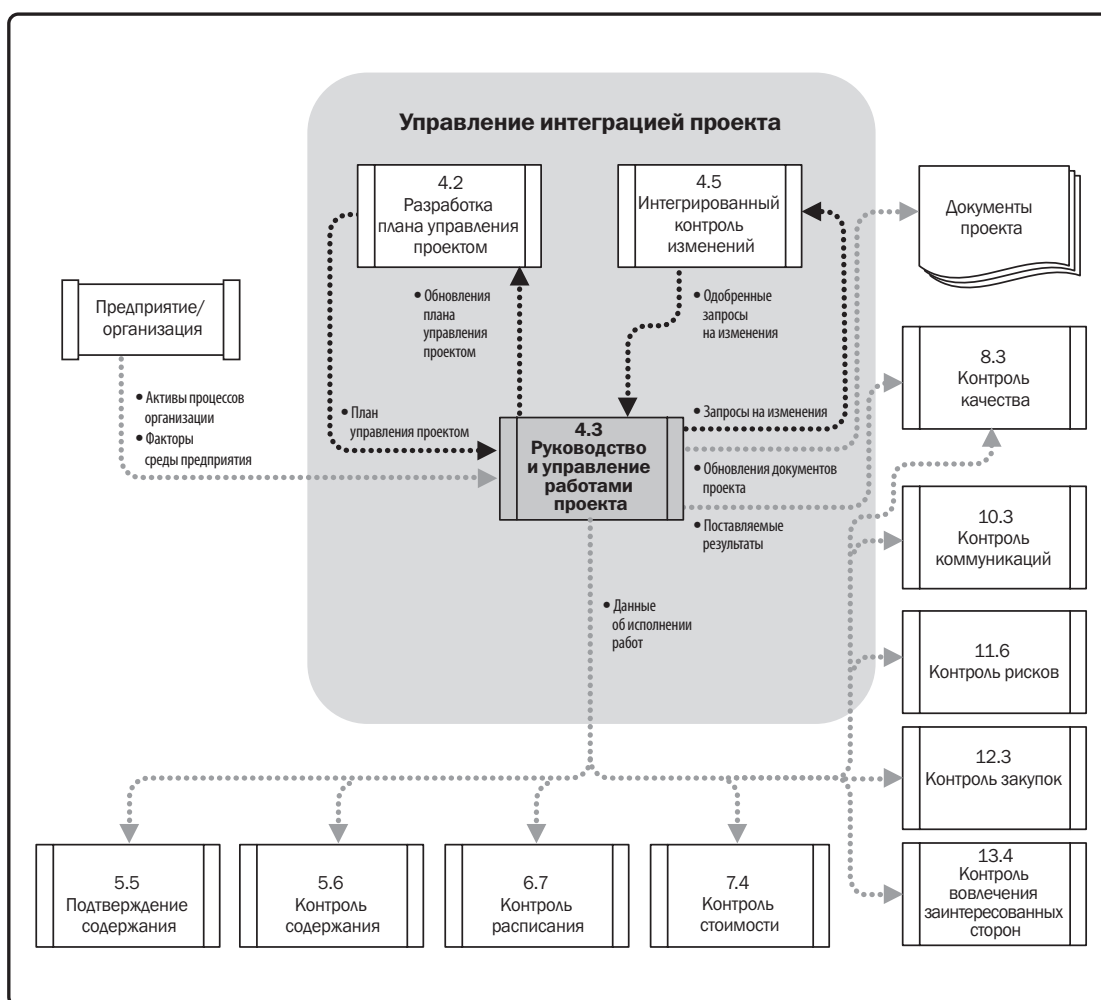 Управление интеграцией проекта
4.2
Разработка
плана управления
проектом
4.5
Интегрированный
контроль
изменений
Документы
проекта
Предприятие/
организация
• Обновления
плана
управления
проектом
• Одобренные
запросы
на изменения
8.3
Контроль
качества
• Активы процессов
организации
• Факторы
среды предприятия
• План
управления проектом
• Запросы на изменения
4.3
Руководство
и управление
работами
проекта
• Обновления документов
проекта
• Поставляемые
результаты
10.3
Контроль
коммуникаций
• Данные
об исполнении
работ
11.6
Контроль рисков
12.3
Контроль закупок
5.5
Подтверждение
содержания
5.6
Контроль
содержания
6.7
Контроль
расписания
7.4
Контроль
стоимости
13.4
Контроль
вовлечения
заинтересованных
сторон